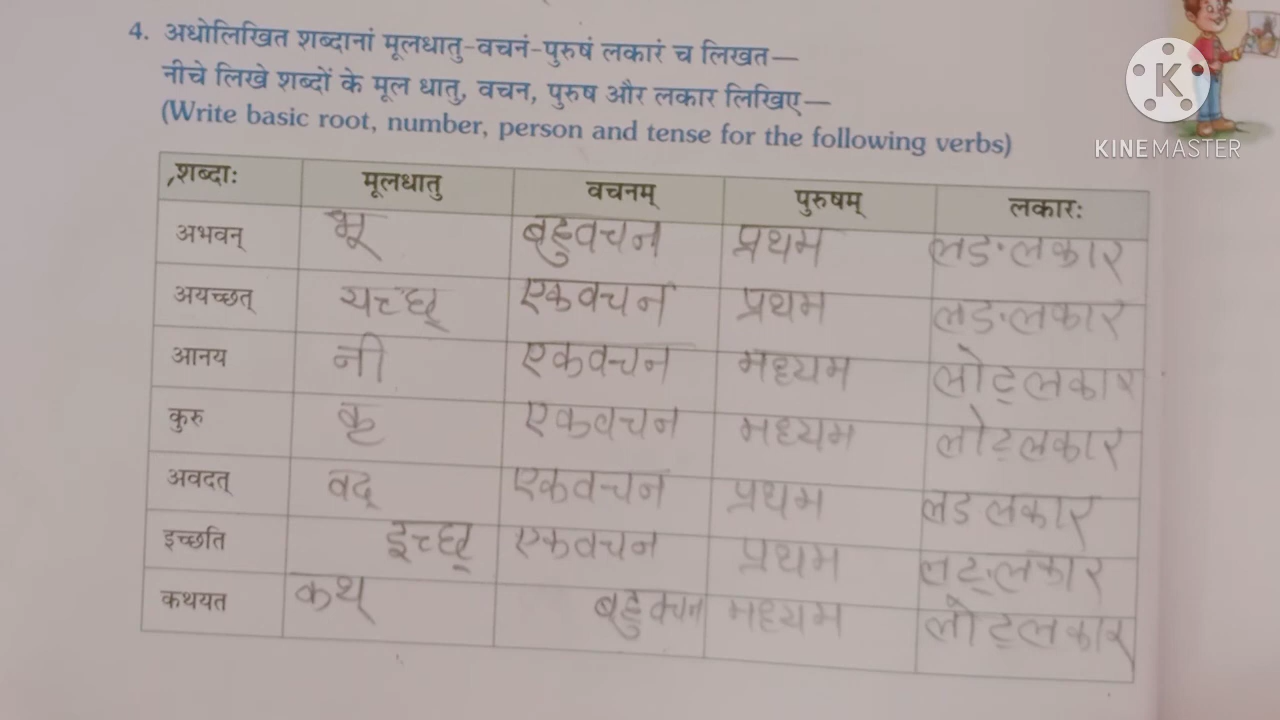 4. अधोलिखित शब्दानां मूलधातु-वचनं-पुरुषं लकारं च लिखत—
नीचे लिखे शब्दों के मूल धातु, वचन, पुरुष और लकार लिखिए—
(Write basic root, number, person and tense for the following verbs)
K
KINEMASTER
शब्दाः मूलधातु वचनम् पुरुषम् लकारः
अभवन् भू बहुवचन प्रथम लङ्लकार
अयच्छत् यच्छ् एकवचन प्रथम लङ्लकार
आनय नी एकवचन मध्यम लोट्लकार
कुरु कृ एकवचन मध्यम लोट्लकार
अवदत् वद् एकवचन प्रथम लडलकार
इच्छति इच्छ् एकवचन प्रथम लट्लकार
कथयत कथ् बहुवचन मध्यम लोट्लकार